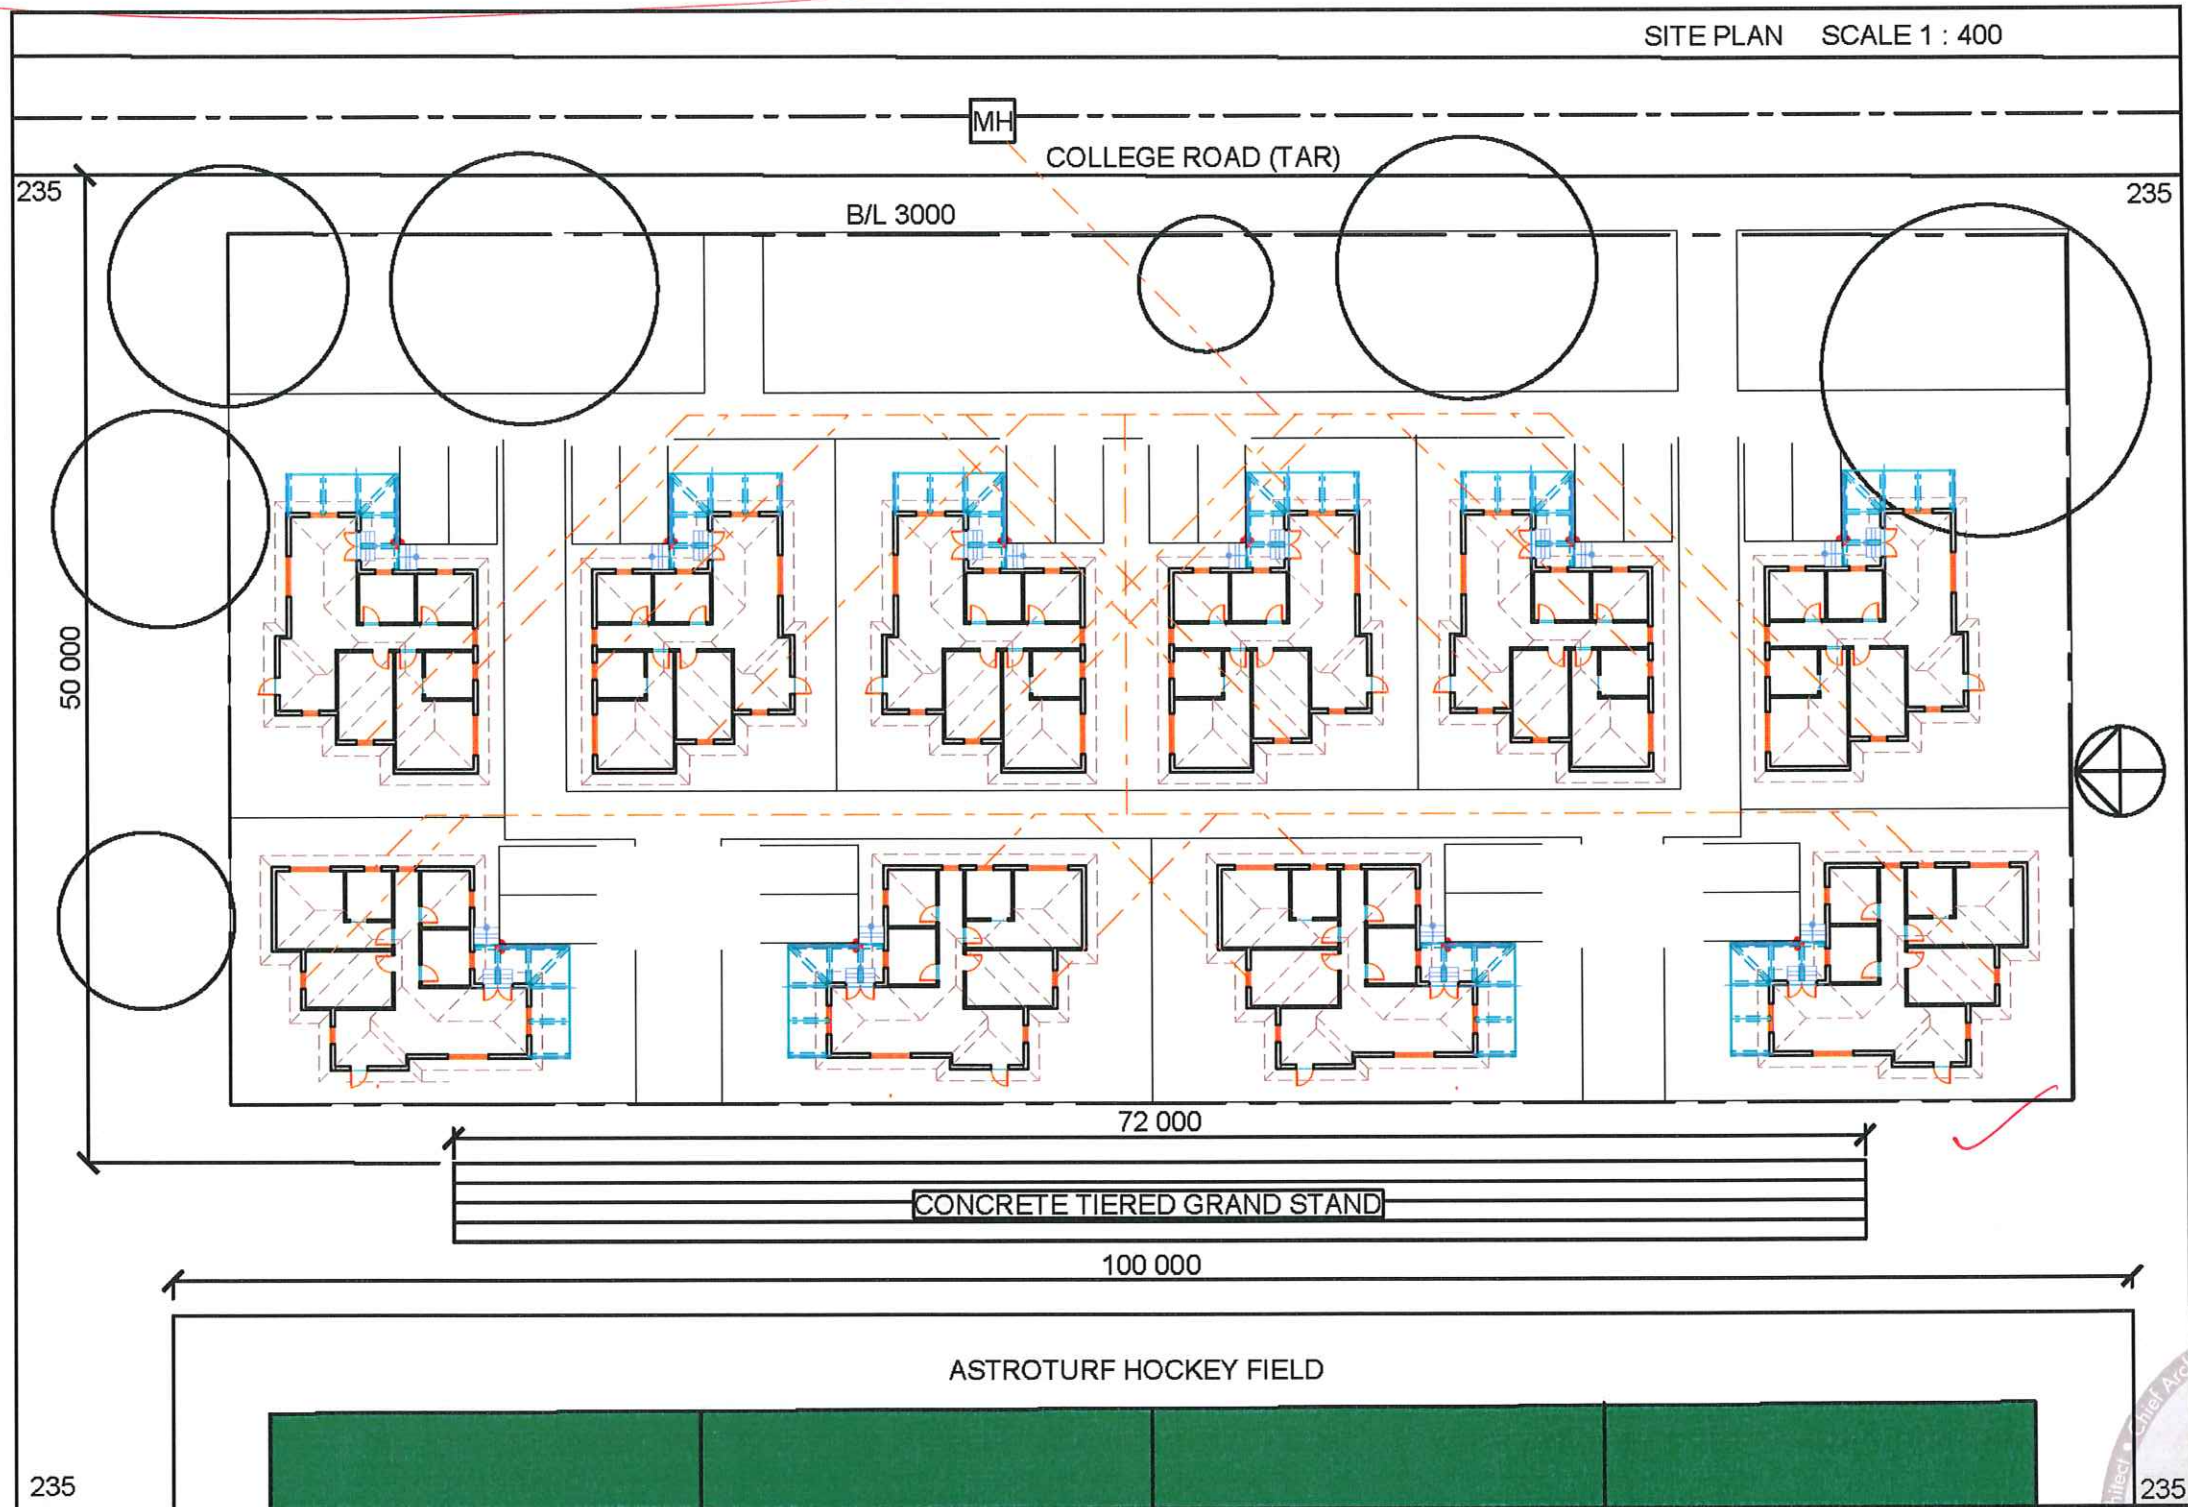 SITE PLAN SCALE 1 : 400
MH
COLLEGE ROAD (TAR)
235
235
B/L 3000
50 000
72 000
CONCRETE TIERED GRAND STAND
100 000
ASTROTURF HOCKEY FIELD
Chief
235
235